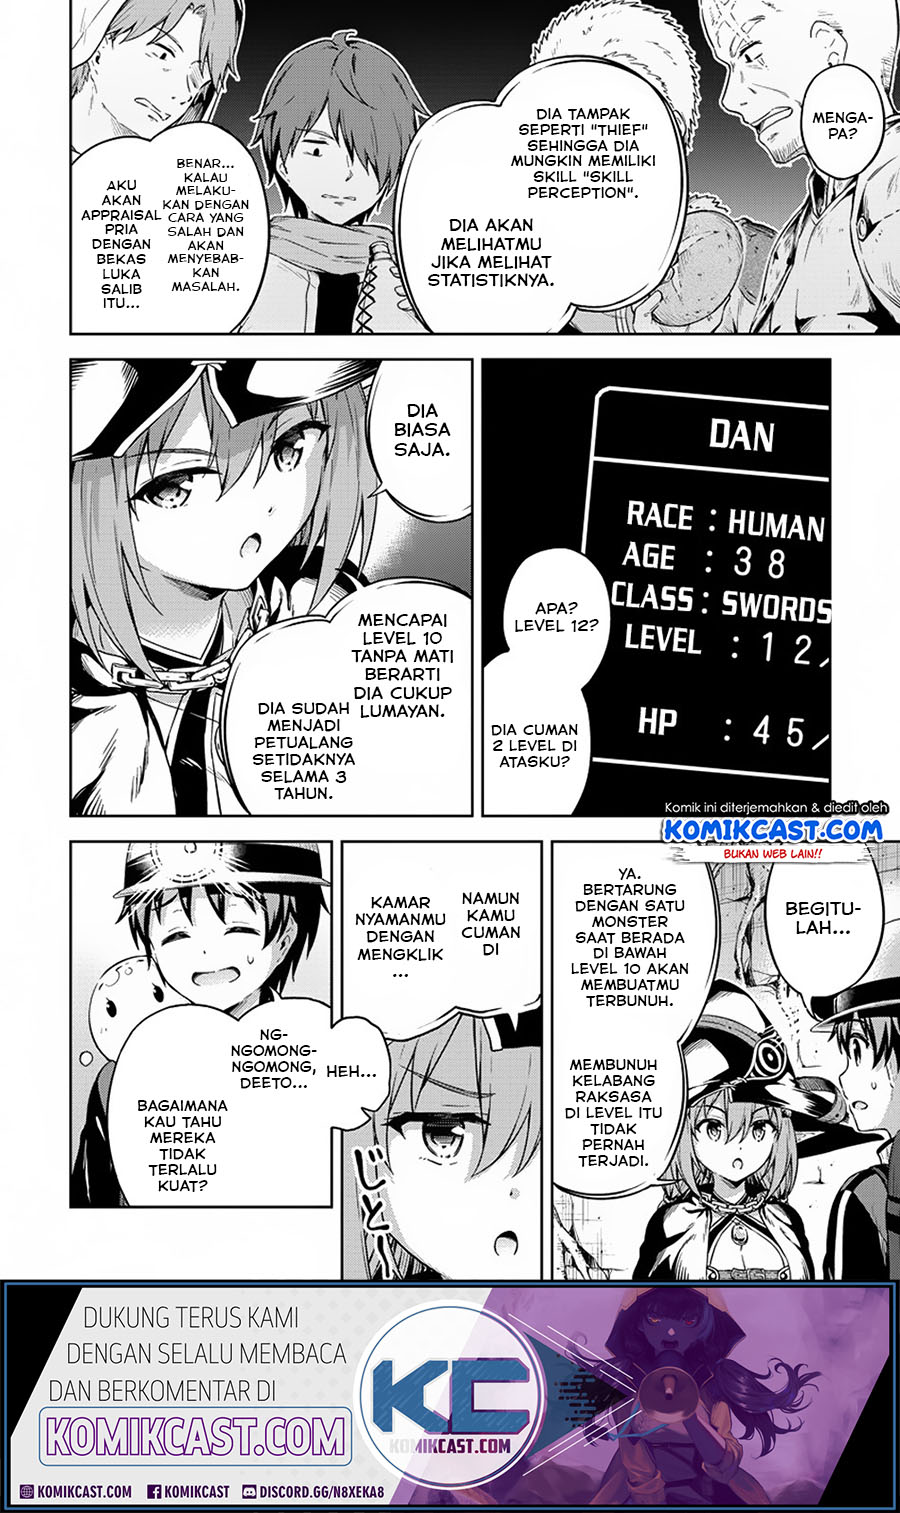 MENGA-
PA?
DIA TAMPAK
SEPERTI "THIEF"
SEHINGGA DIA
MUNGKIN MEMILIKI
SKILL "SKILL
PERCEPTION".
DIA AKAN
MELIHATMU
JIKA MELIHAT
STATISTIKNYA.
BENAR...
KALAU
MELAKU-
KAN DENGAN
CARA YANG
SALAH DAN
AKAN
MENYEBAB-
KAN
MASALAH.
AKU
AKAN
APPRAISAL
PRIA
DENGAN
BEKAS
LUKA
SALIB
ITU...
DAN
RACE : HUMAN
AGE : 38
CLASS : SWORDS
LEVEL : 12/
HP : 45/
APA?
LEVEL 12?
DIA CUMAN
2 LEVEL DI
ATASKU?
DIA
BIASA
SAJA.
MENCAPAI
LEVEL 10
TANPA MATI
BERARTI
DIA CUKUP
LUMAYAN.
DIA SUDAH
MENJADI
PETUALANG
SETIDAKNYA
SELAMA 3
TAHUN.
Komik ini diterjemahkan & diedit oleh
KOMIKCAST.COM
BUKAN WEB LAIN!!
BEGITU-
LAH...
YA.
BERTARUNG
DENGAN SATU
MONSTER
SAAT BERADA
DI BAWAH
LEVEL 10 AKAN
MEMBUATMU
TERBUNUH.
MEMBUNUH
KELABANG
RAKSASA
DI LEVEL ITU
TIDAK
PERNAH
TERJADI.
NAMUN
KAMU
CUMAN
DI
KAMAR
NYAMANMU
DENGAN
MENGKLIK
...
じとー
HEH...
NG-
NGOMONG-
NGOMONG,
DEETO...
BAGAIMANA
KAU TAHU
MEREKA
TIDAK
TERLALU
KUAT?
DUKUNG TERUS KAMI
DENGAN SELALU MEMBACA
DAN BERKOMENTAR DI
KOMIKCAST.COM
KOMIKCAST.COM
KOMIKCAST
DISCORD.GG/N8XEKA8
KC
KOMIKCAST.COM